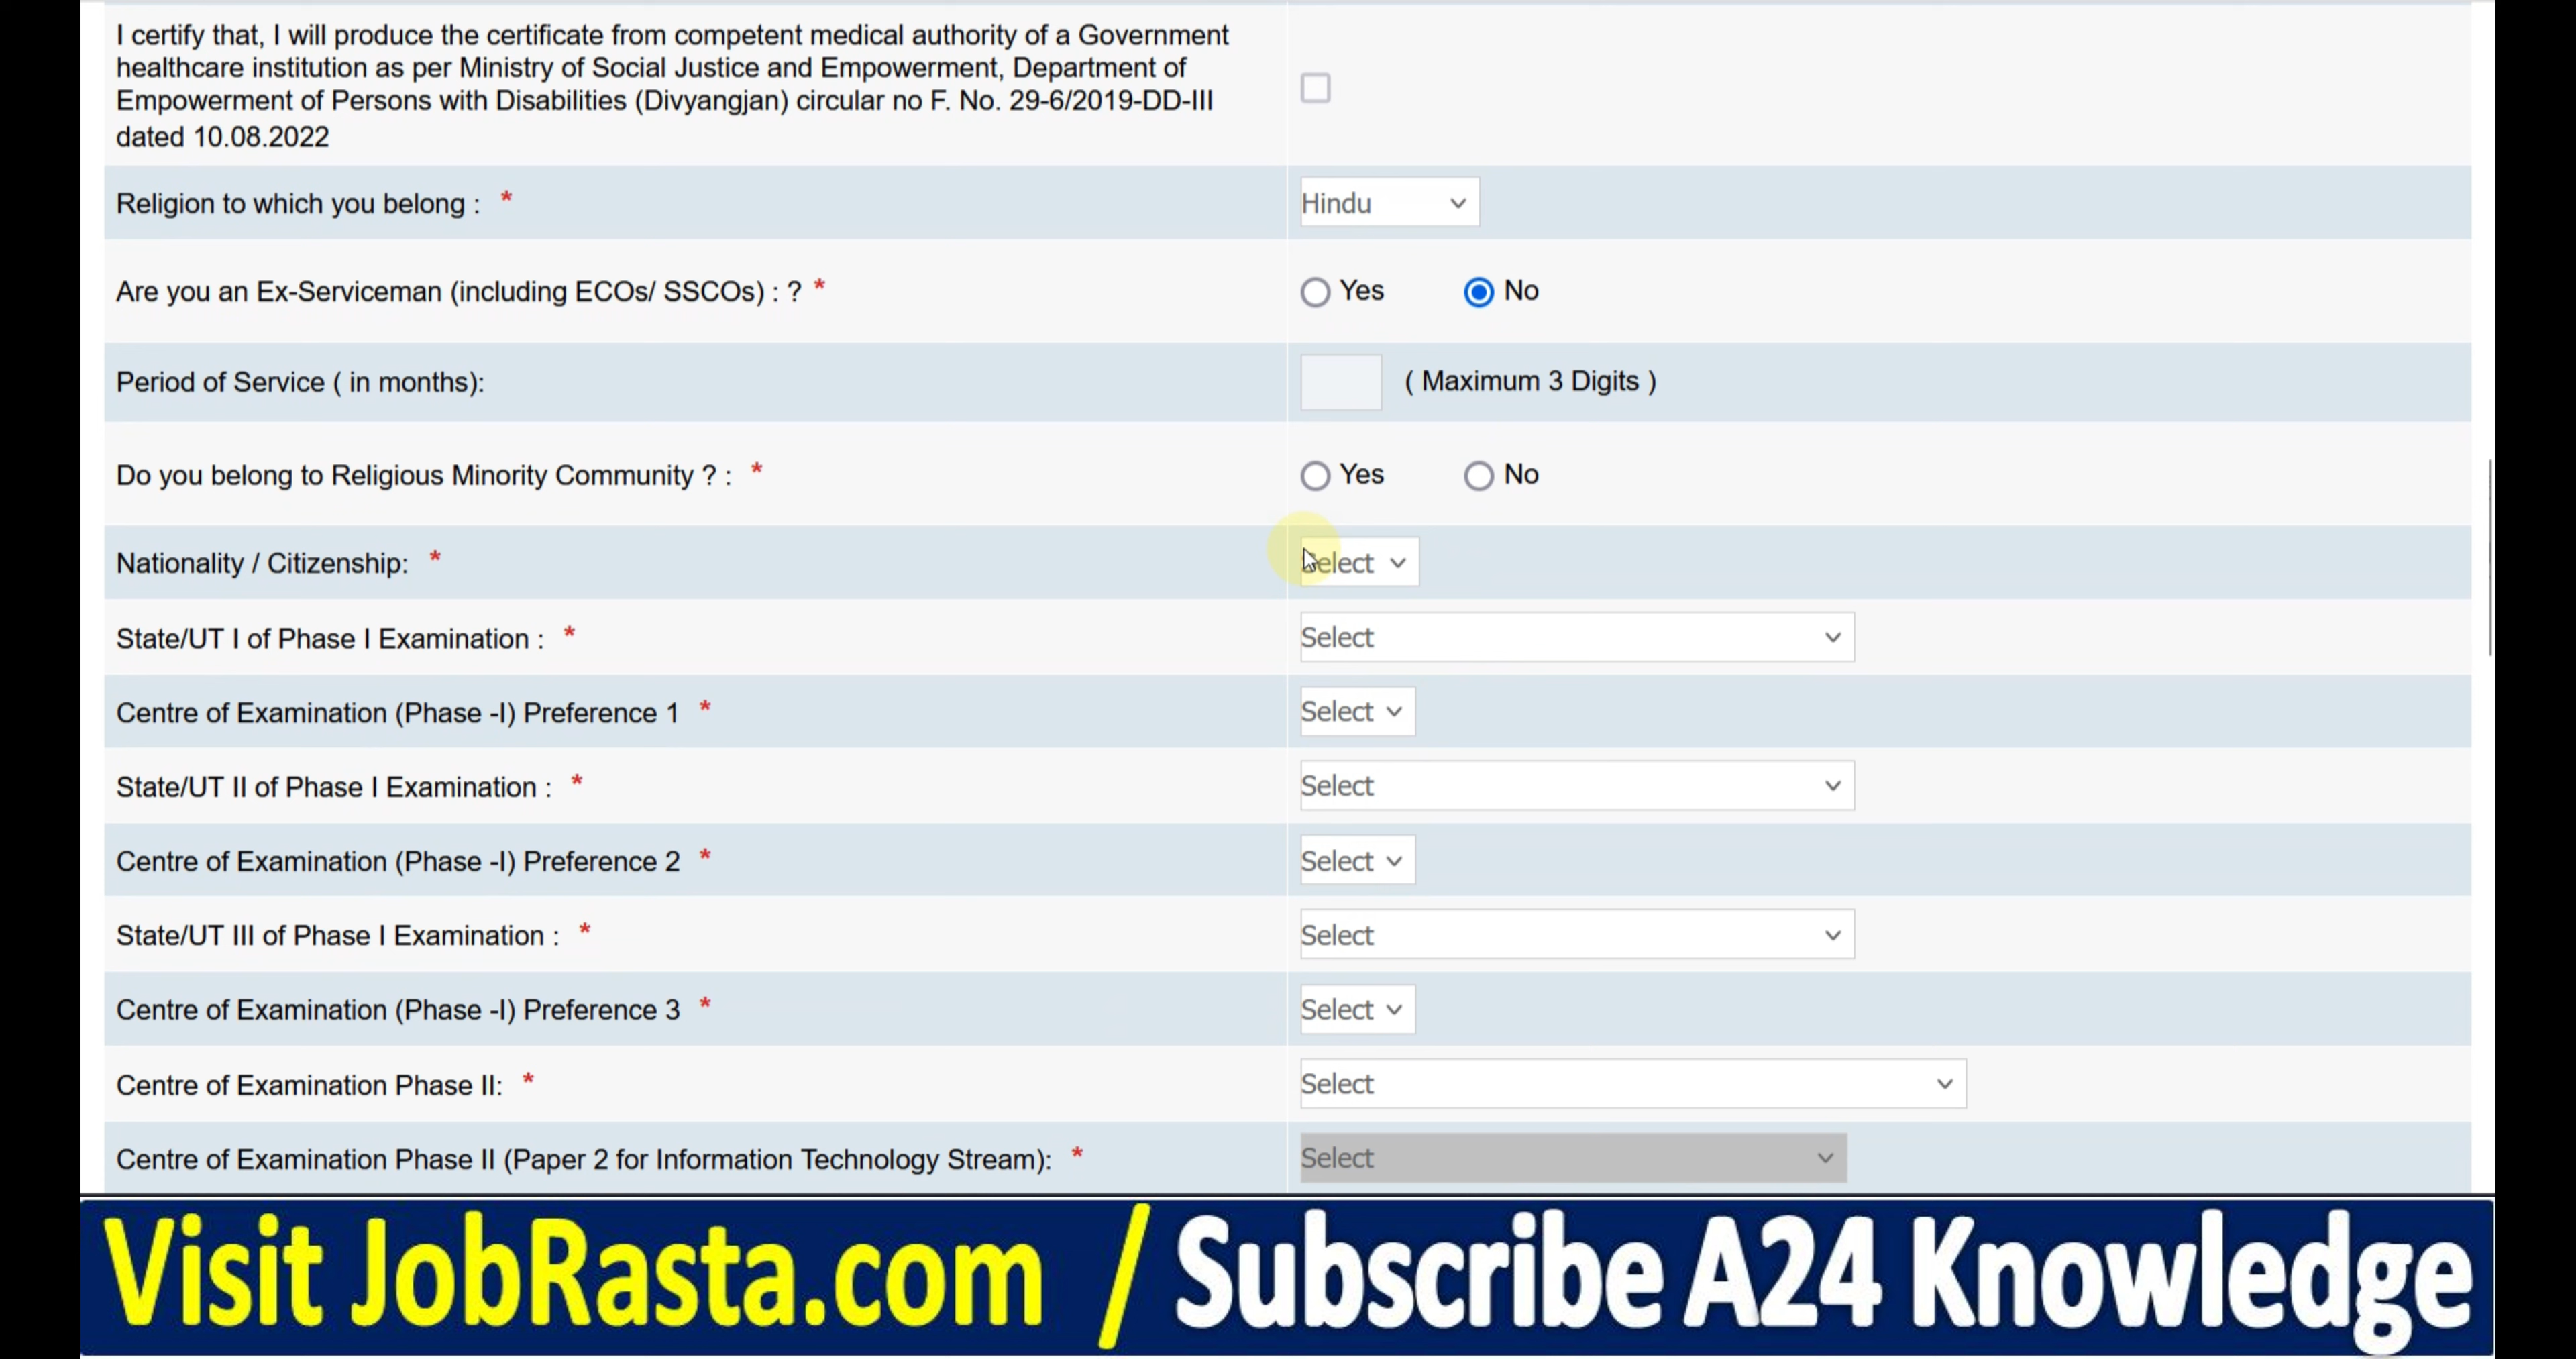 I certify that, I will produce the certificate from competent medical authority of a Government
healthcare institution as per Ministry of Social Justice and Empowerment, Department of
Empowerment of Persons with Disabilities (Divyangjan) circular no F. No. 29-6/2019-DD-III
dated 10.08.2022
Religion to which you belong : * Hindu
Are you an Ex-Serviceman (including ECOs/ SSCOs) : ? * Yes No
Period of Service ( in months): ( Maximum 3 Digits )
Do you belong to Religious Minority Community ? : * Yes No
Nationality / Citizenship: * Select
State/UT I of Phase I Examination : * Select
Centre of Examination (Phase -I) Preference 1 * Select
State/UT II of Phase I Examination : * Select
Centre of Examination (Phase -I) Preference 2 * Select
State/UT III of Phase I Examination : * Select
Centre of Examination (Phase -I) Preference 3 * Select
Centre of Examination Phase II: * Select
Centre of Examination Phase II (Paper 2 for Information Technology Stream): * Select
Visit JobRasta.com / Subscribe A24 Knowledge